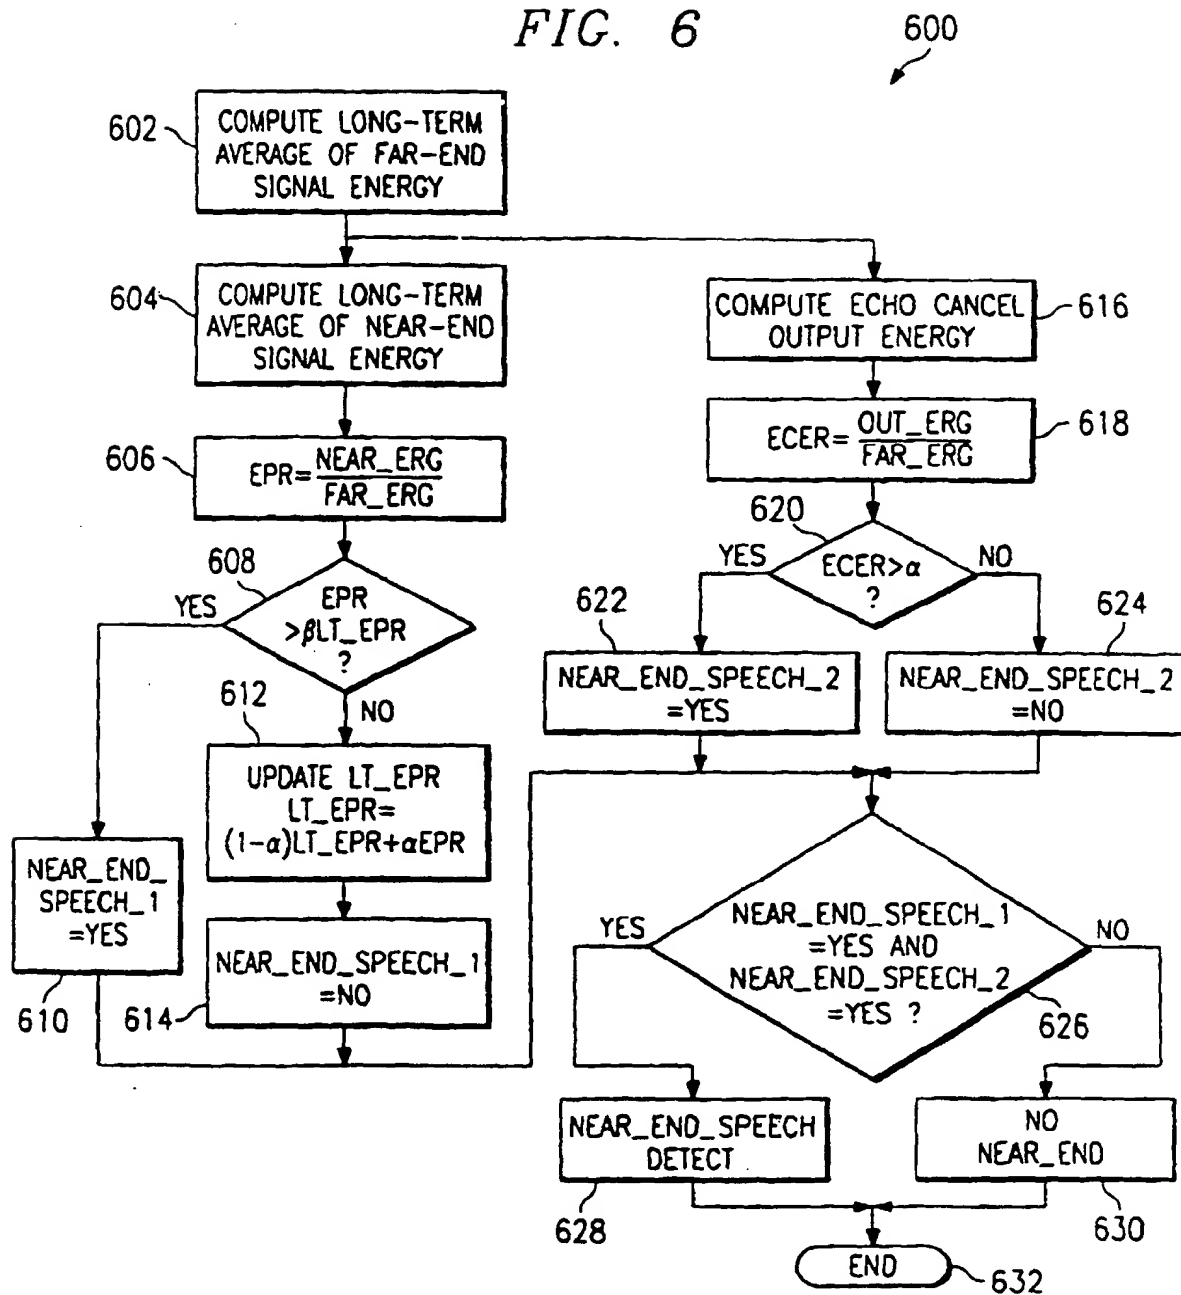 FIG. 6
600
602
COMPUTE LONG-TERM
AVERAGE OF FAR-END
SIGNAL ENERGY
604
COMPUTE LONG-TERM
AVERAGE OF NEAR-END
SIGNAL ENERGY
606
EPR= NEAR_ERG
FAR_ERG
608
YES
EPR
>βLT_EPR
?
NO
612
UPDATE LT_EPR
LT_EPR=
(1-α)LT_EPR+αEPR
NEAR_END_
SPEECH_1
=YES
610
614
NEAR_END_SPEECH_1
=NO
COMPUTE ECHO CANCEL
OUTPUT ENERGY
616
ECER= OUT_ERG
FAR_ERG
618
620
YES
ECER>α
?
NO
622
NEAR_END_SPEECH_2
=YES
624
NEAR_END_SPEECH_2
=NO
YES
NEAR_END_SPEECH_1
=YES AND
NEAR_END_SPEECH_2
=YES ?
NO
626
NEAR_END_SPEECH
DETECT
628
NO
NEAR_END
630
END
632